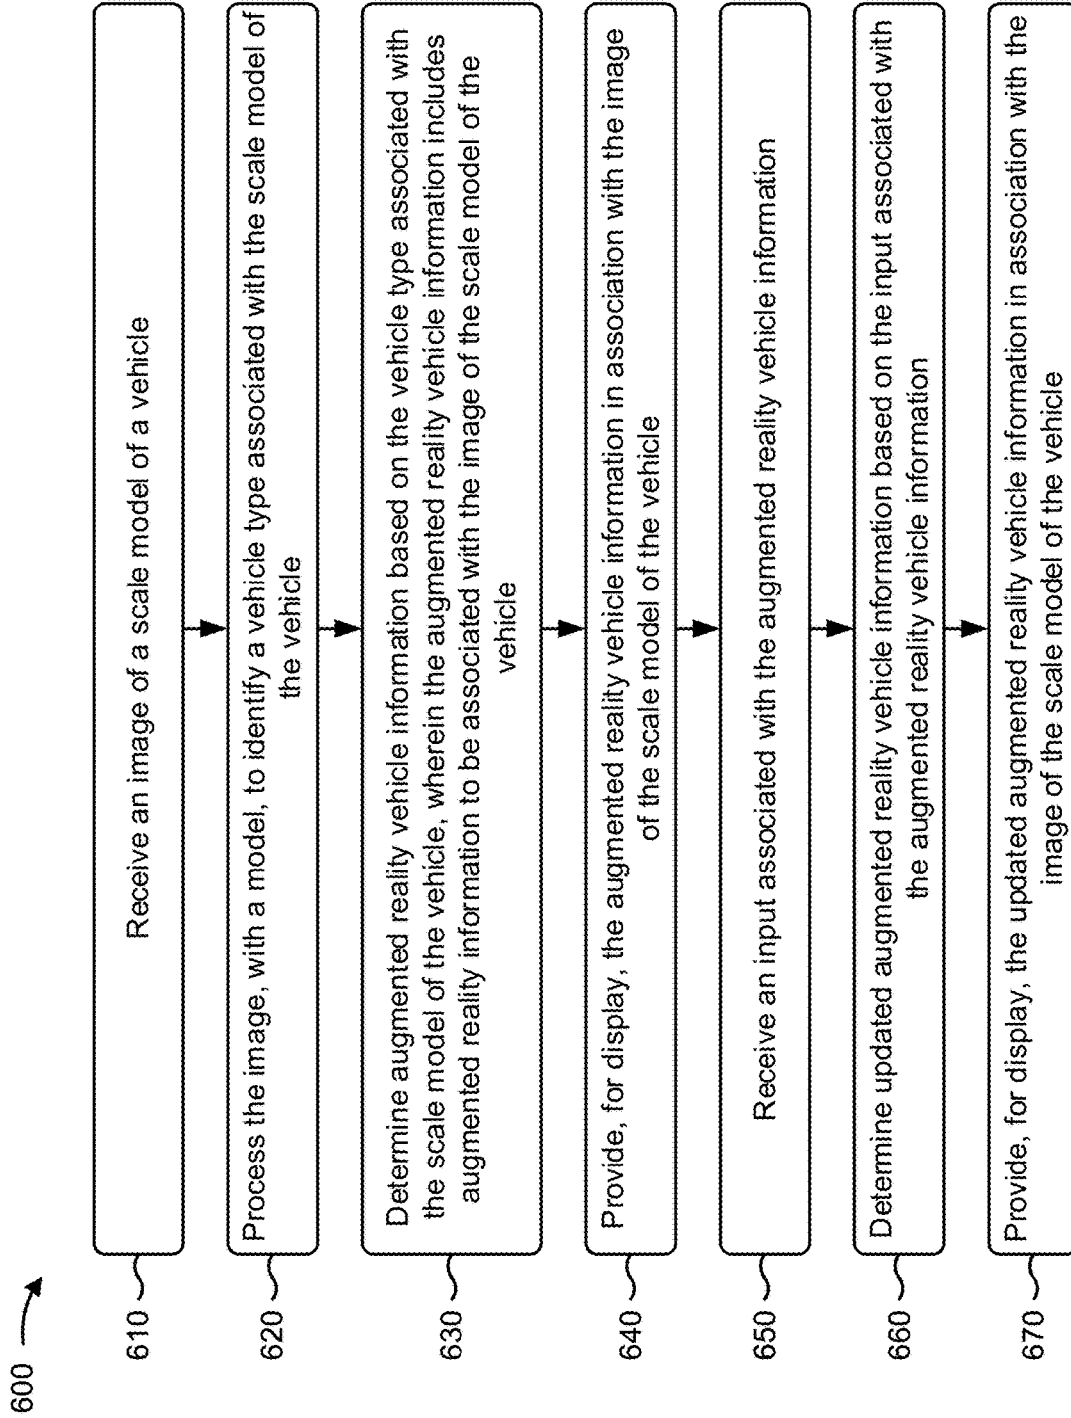 600
610
Receive an image of a scale model of a vehicle
620
Process the image, with a model, to identify a vehicle type associated with the scale model of
the vehicle
630
Determine augmented reality vehicle information based on the vehicle type associated with
the scale model of the vehicle, wherein the augmented reality vehicle information includes
augmented reality information to be associated with the image of the scale model of the
vehicle
640
Provide, for display, the augmented reality vehicle information in association with the image
of the scale model of the vehicle
650
Receive an input associated with the augmented reality vehicle information
660
Determine updated augmented reality vehicle information based on the input associated with
the augmented reality vehicle information
670
Provide, for display, the updated augmented reality vehicle information in association with the
image of the scale model of the vehicle